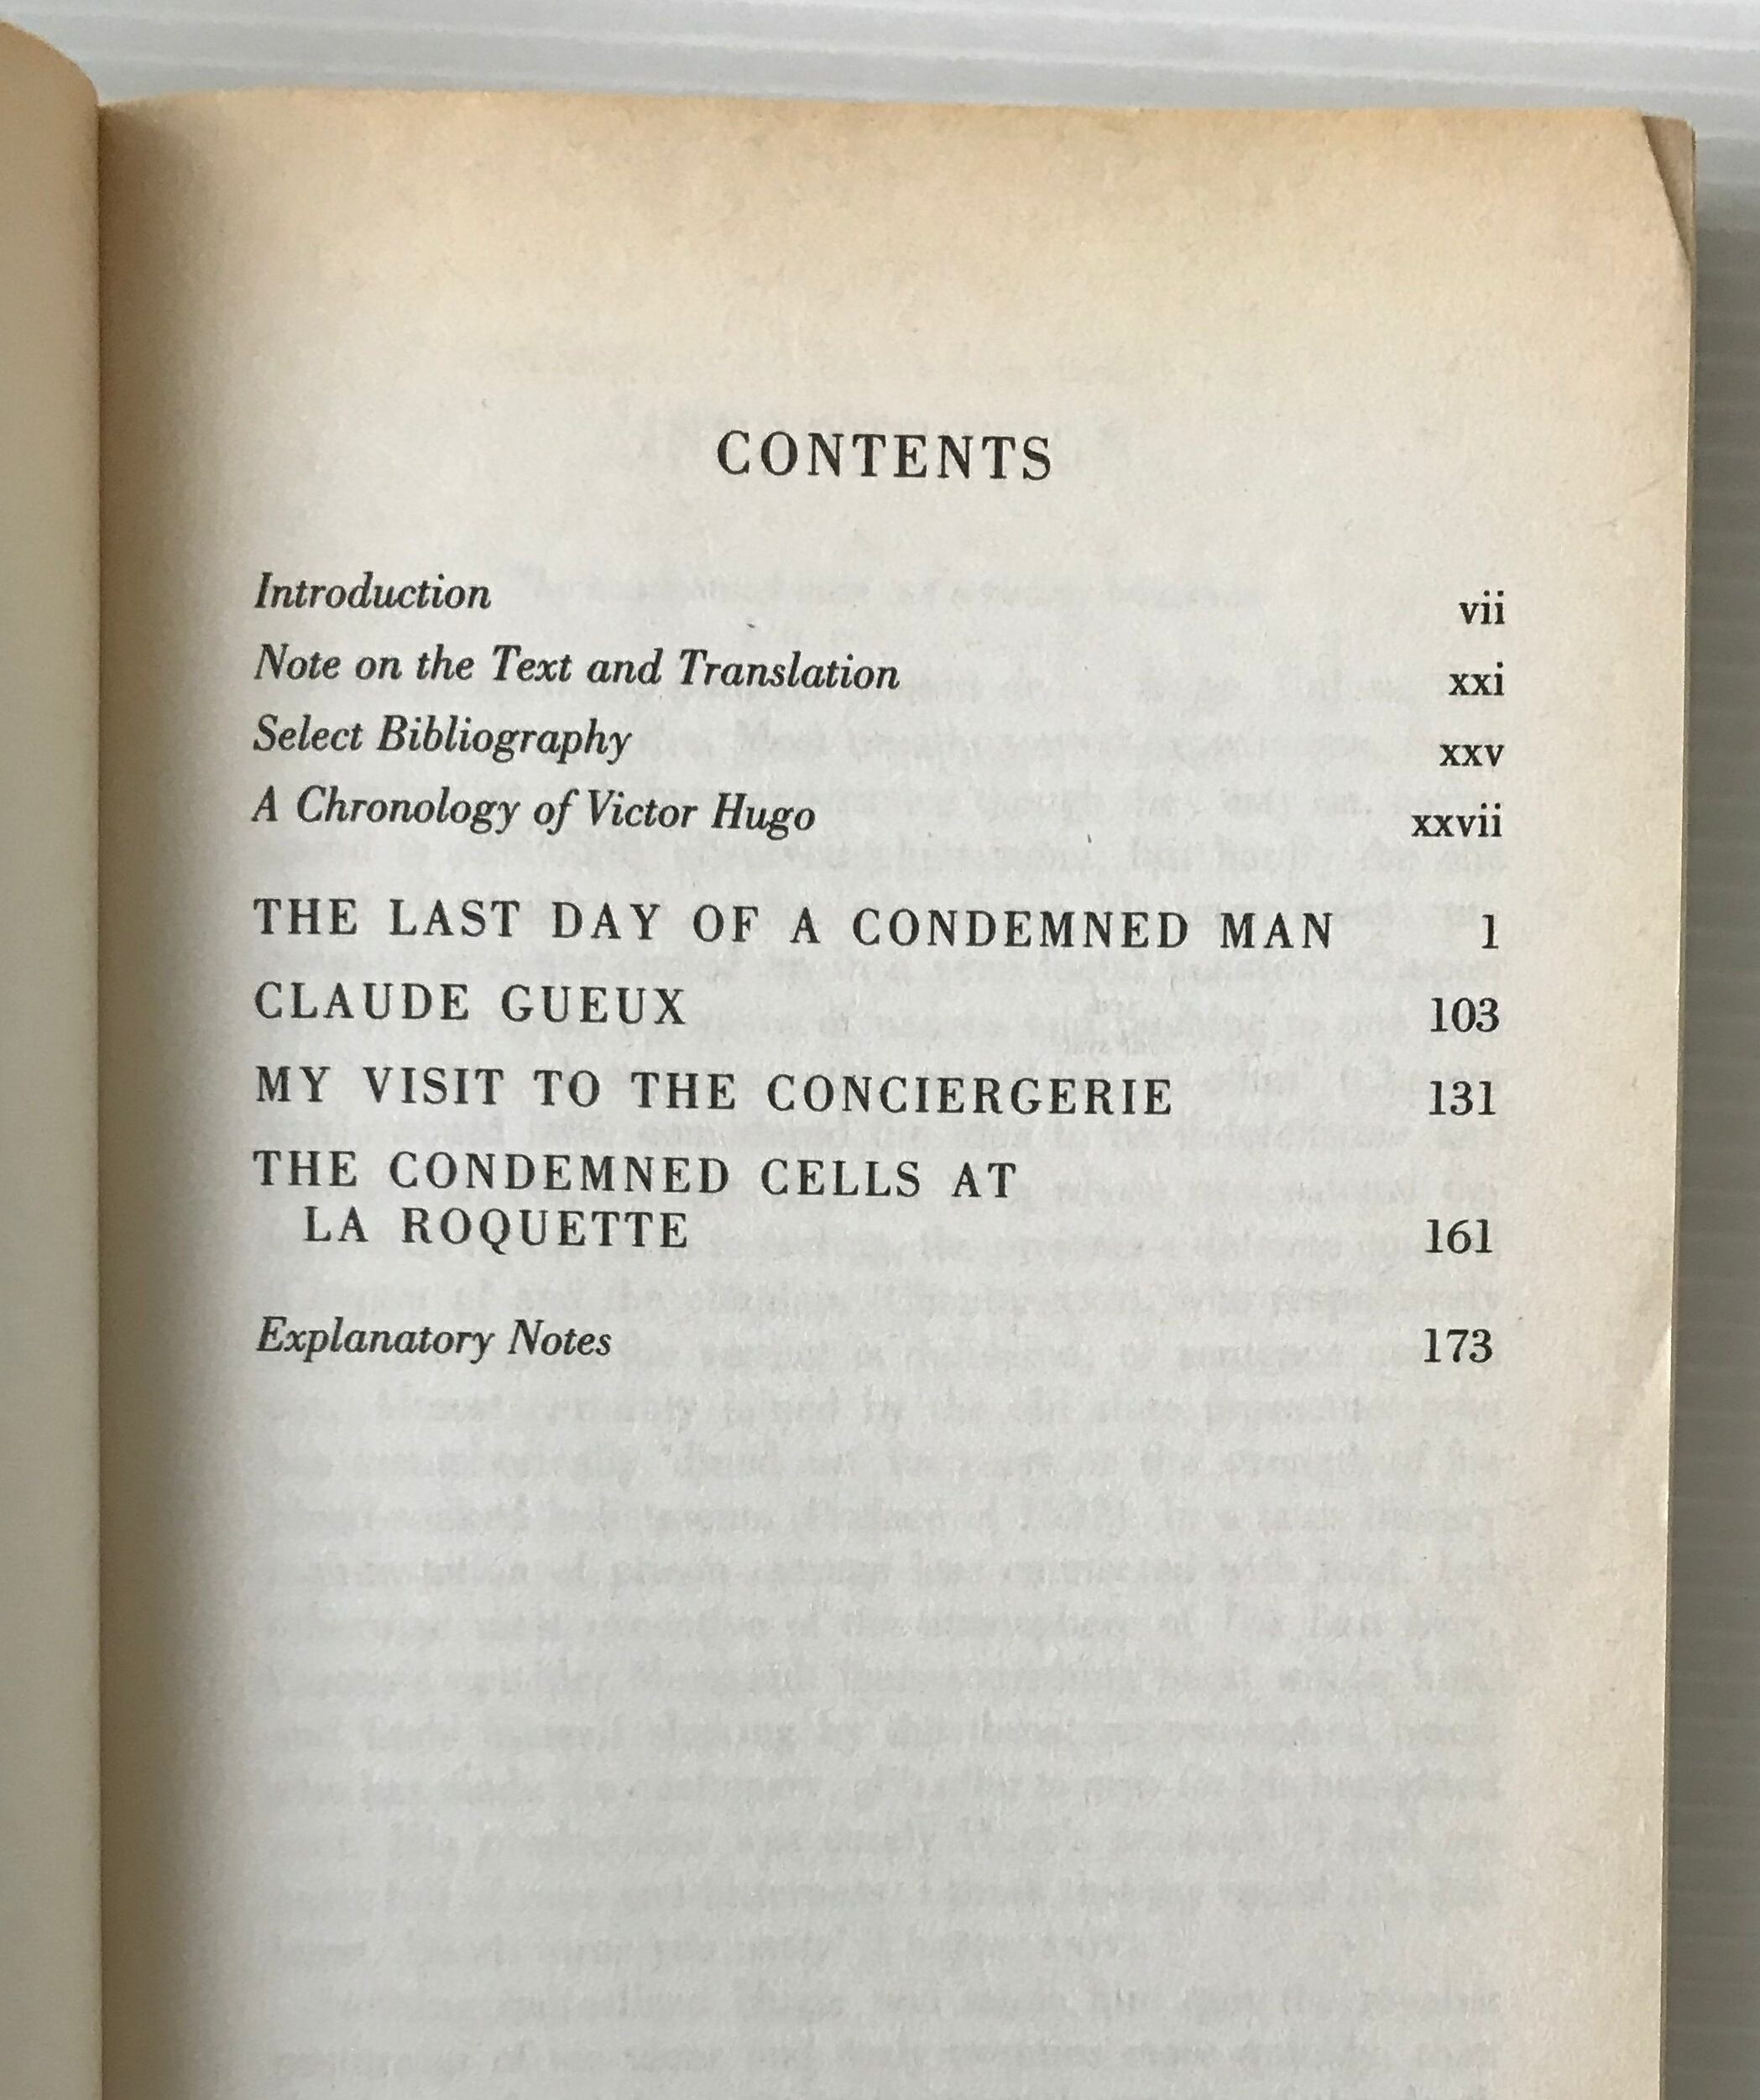 CONTENTS
Introduction vii
Note on the Text and Translation xxi
Select Bibliography xxv
A Chronology of Victor Hugo xxvii
THE LAST DAY OF A CONDEMNED MAN 1
CLAUDE GUEUX 103
MY VISIT TO THE CONCIERGERIE 131
THE CONDEMNED CELLS AT
LA ROQUETTE 161
Explanatory Notes 173